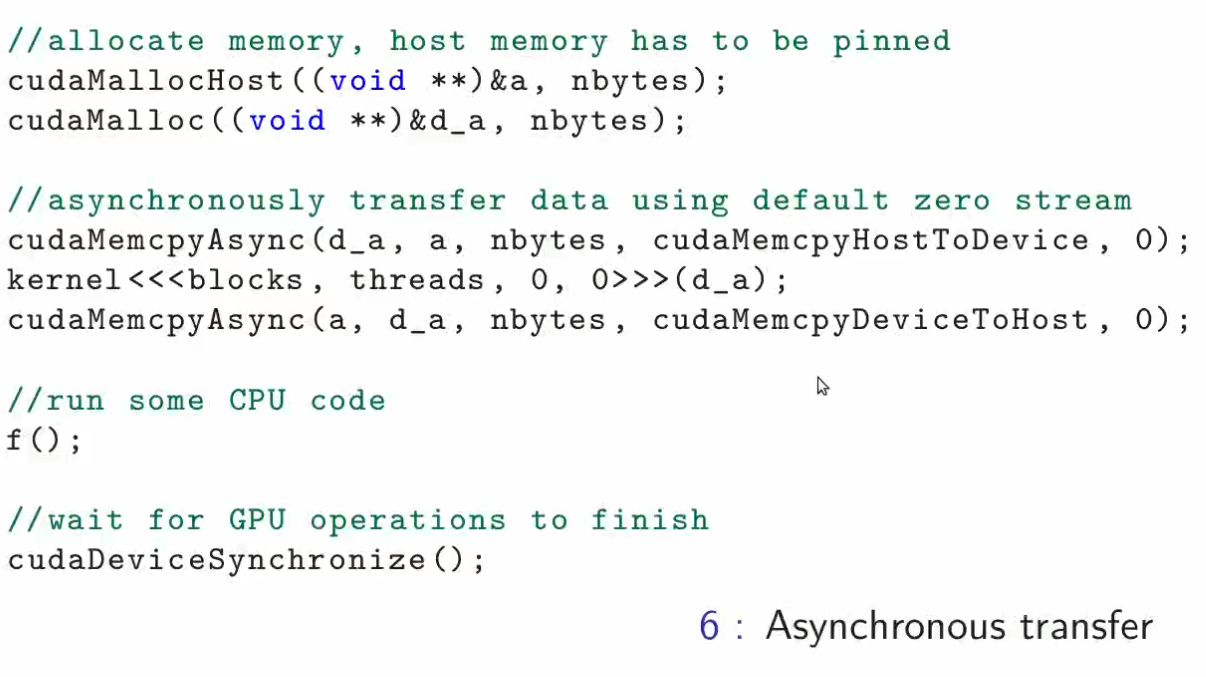 //allocate memory, host memory has to be pinned
cudaMallocHost((void **)&a, nbytes);
cudaMalloc((void **)&d_a, nbytes);
//asynchronously transfer data using default zero stream
cudaMemcpyAsync(d_a, a, nbytes, cudaMemcpyHostToDevice, 0);
kernel<<<blocks, threads, 0, 0>>>(d_a);
cudaMemcpyAsync(a, d_a, nbytes, cudaMemcpyDeviceToHost, 0);
//run some CPU code
f();
//wait for GPU operations to finish
cudaDeviceSynchronize();
6 : Asynchronous transfer